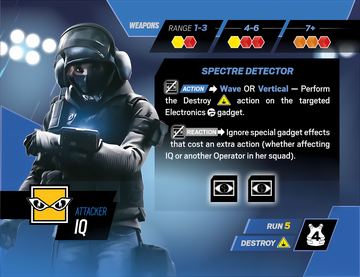 WEAPONS
RANGE 1-3
4-6
7+
SPECTRE DETECTOR
ACTION Wave OR Vertical — Perform
the Destroy action on the targeted
Electronics gadget.
REACTION Ignore special gadget effects
that cost an extra action (whether affecting
IQ or another Operator in her squad).
ATTACKER
IQ
RUN 5
DESTROY